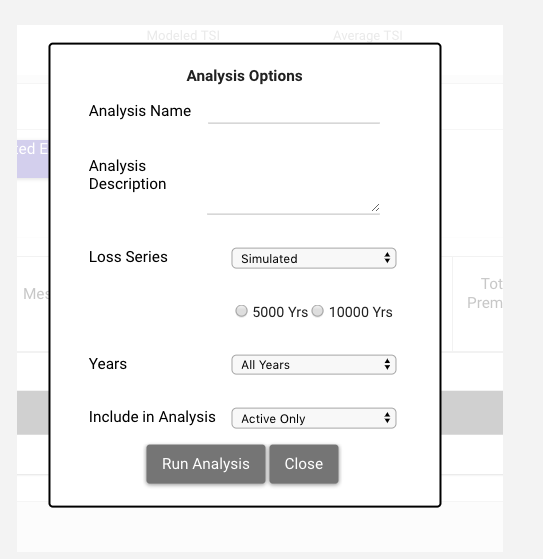 Modeled TSI Average TSI
Analysis Options
Analysis Name
ted E
Analysis
Description
Loss Series Simulated
Mes
Tot
Prem
5000 Yrs 10000 Yrs
Years All Years
Include in Analysis Active Only
Run Analysis Close